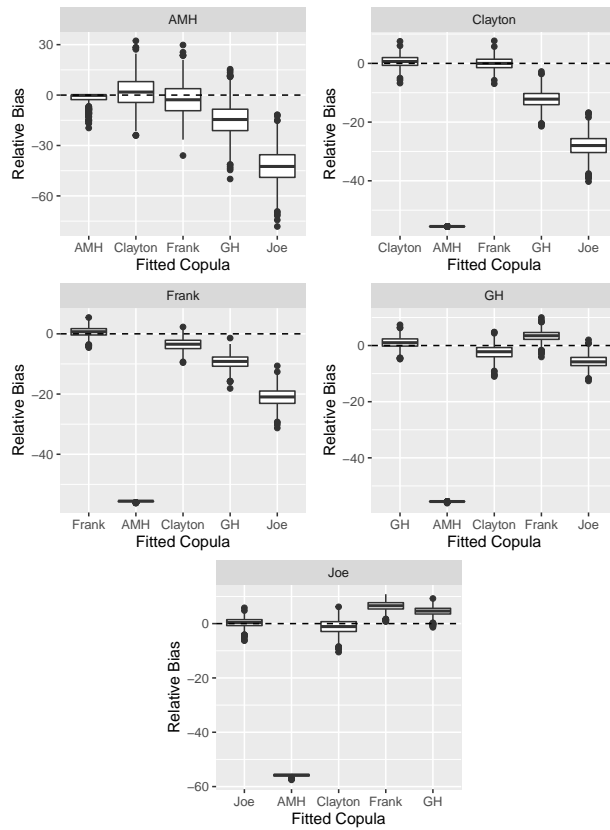 AMH
Relative Bias
30
0
−30
−60
AMH Clayton Frank GH Joe
Fitted Copula
Clayton
Relative Bias
0
−20
−40
Clayton AMH Frank GH Joe
Fitted Copula
Frank
Relative Bias
0
−20
−40
Frank AMH Clayton GH Joe
Fitted Copula
GH
Relative Bias
0
−20
−40
GH AMH Clayton Frank Joe
Fitted Copula
Joe
Relative Bias
0
−20
−40
−60
Joe AMH Clayton Frank GH
Fitted Copula